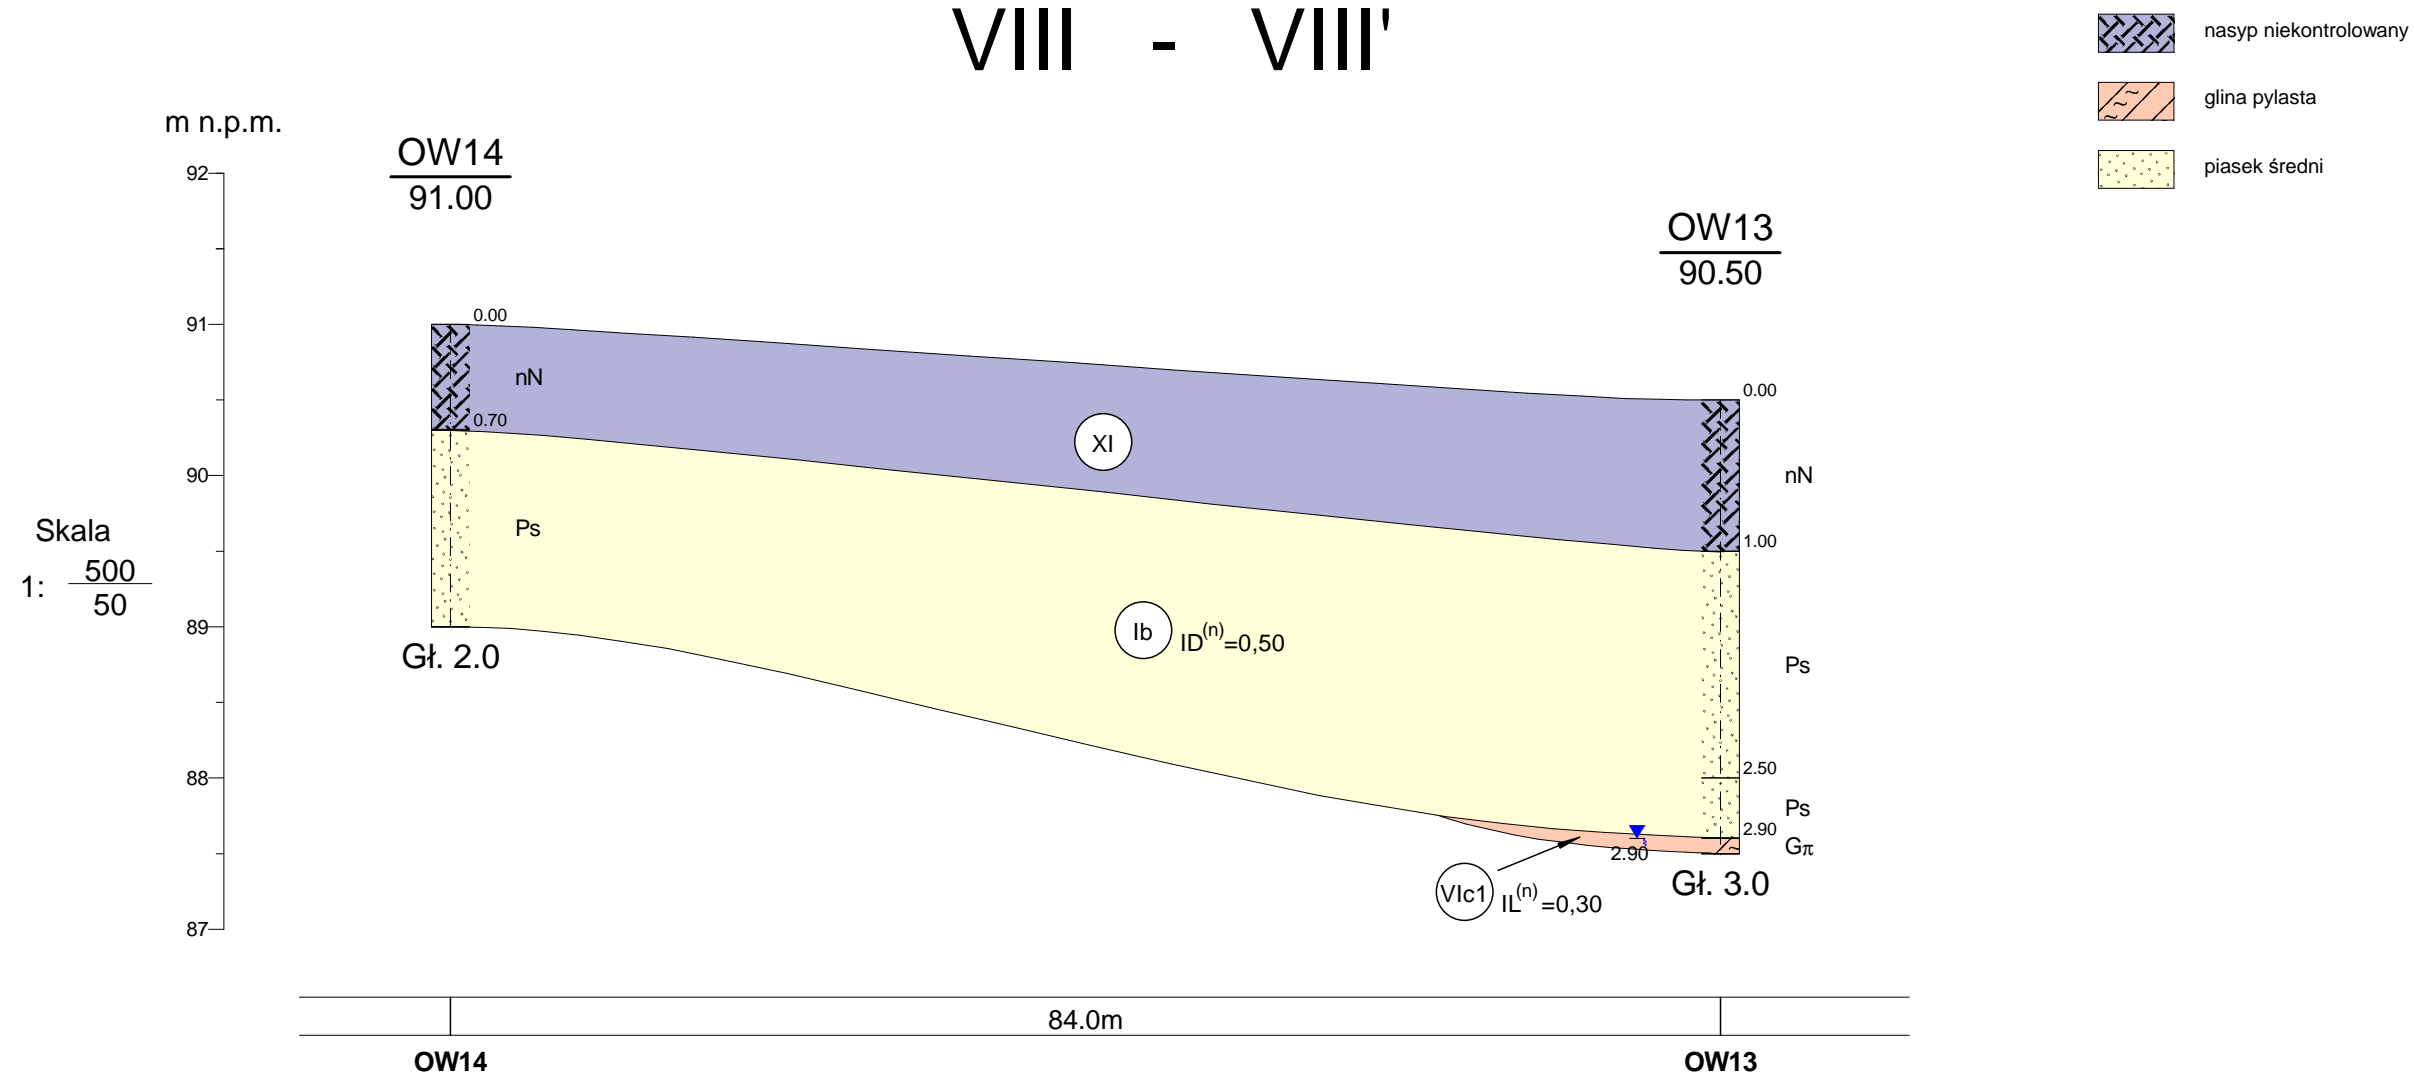 VIII - VIII'
nasyp niekontrolowany
glina pylasta
piasek średni
m n.p.m.
OW14
91.00
OW13
90.50
92
91
90
89
88
87
Skala
1: 500
50
0.00
nN
0.70
Ps
Gł. 2.0
XI
Ib ID(n)=0,50
0.00
nN
1.00
Ps
2.50
Ps
2.90
Gπ
2.90
Gł. 3.0
VIc1 IL(n)=0,30
84.0m
OW14 OW13